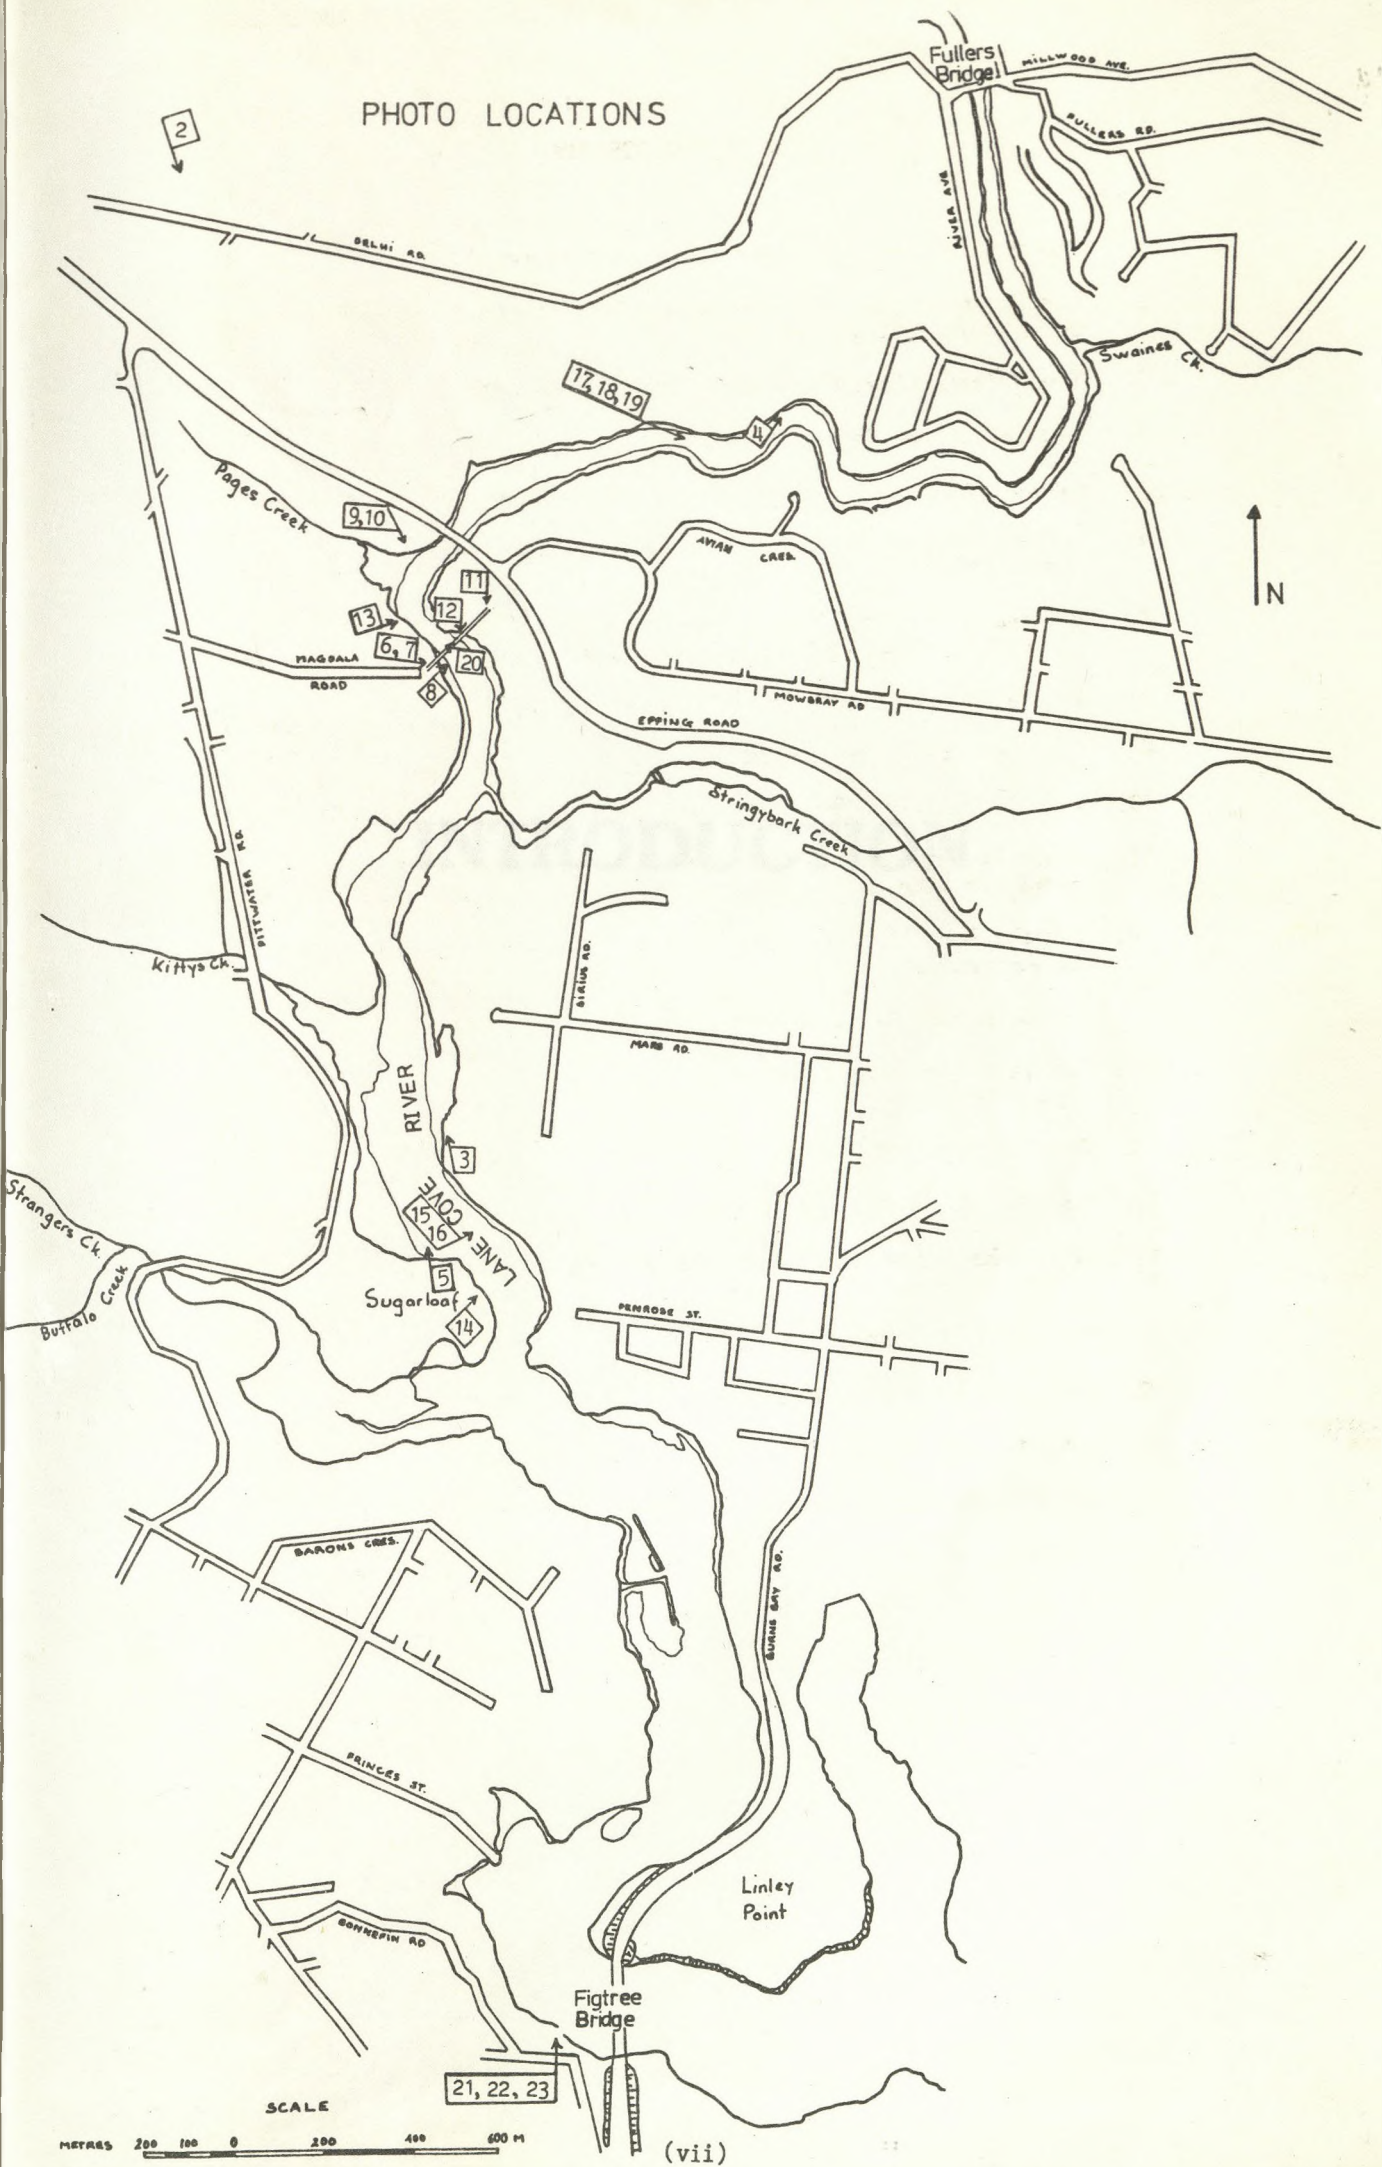 Fullers
Bridge
MILLWOOD AVE.
PHOTO LOCATIONS
2
FULLERS RD.
RIVER AVE
DELHI RD.
Swaines Ck.
17, 18, 19
4
Pages Creek
9, 10
AVIAN CRES.
N
11
12
13
6, 7
20
MAGDALA
ROAD
8
MOWBRAY RD
EPPING ROAD
Stringybark Creek
PITTWATER RD.
SIRIUS RD.
Kittys Ck.
MARS RD.
RIVER
3
COVE
15
16
LANE
Strangers Ck.
5
Sugarloaf
Buffalo Creek
14
PENROSE ST.
BARONS CRES.
BURNS BAY RD.
PRINCES ST.
Linley
Point
BONNEFIN RD
Figtree
Bridge
21, 22, 23
SCALE
METRES 200 100 0 200 600 M
(vii)